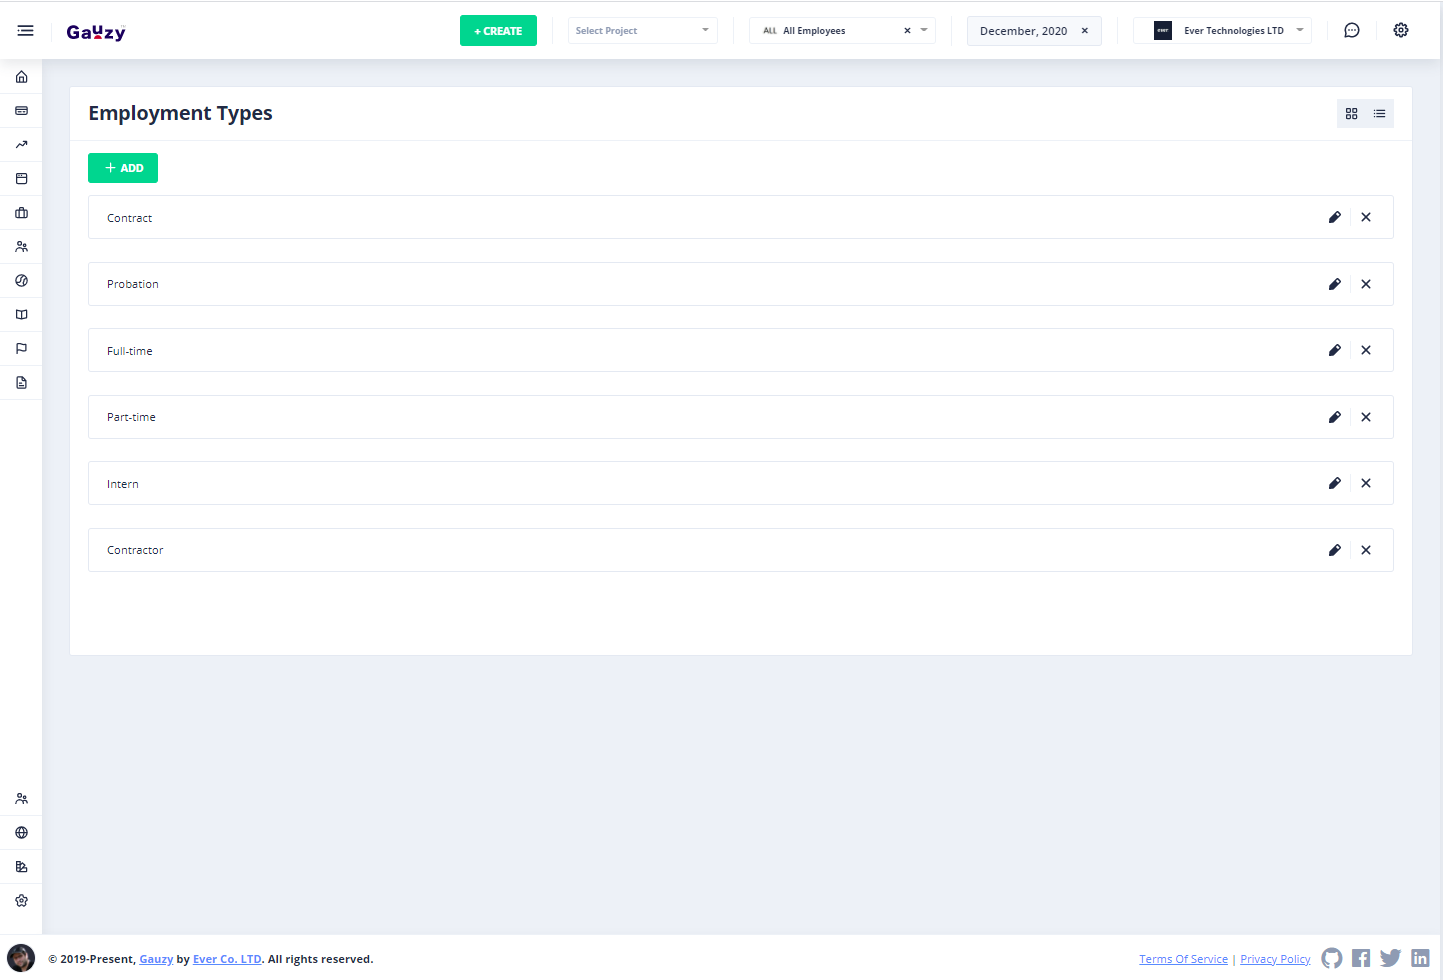 Gauzy
+ CREATE
Select Project
ALL All Employees
December, 2020
EVER
Ever Technologies LTD
Employment Types
ADD
Contract
Probation
Full-time
Part-time
Intern
Contractor
© 2019-Present, Gauzy by Ever Co. LTD. All rights reserved.
Terms Of Service | Privacy Policy